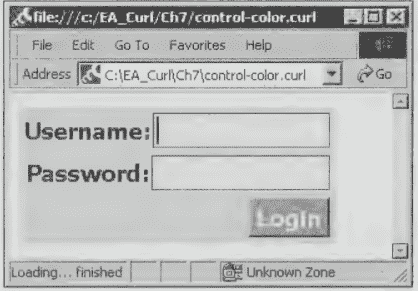 file:///c:/EA_Curl/Ch7/control-color.curl
File Edit Go To Favorites Help
Address C:\EA_Curl\Ch7\control-color.curl Go
Username:
Password:
Login
Loading... finished Unknown Zone